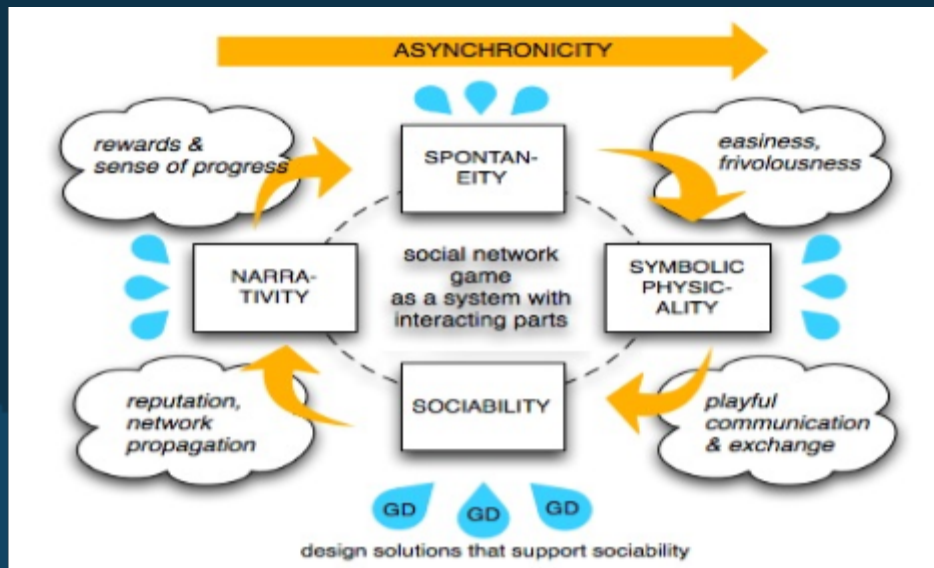 ASYNCHRONICITY
rewards &
sense of progress
SPONTAN-
EITY
easiness,
frivolousness
NARRA-
TIVITY
social network
game
as a system with
interacting parts
SYMBOLIC
PHYSIC-
ALITY
reputation,
network
propagation
SOCIABILITY
playful
communication
& exchange
GD
GD
GD
design solutions that support sociability